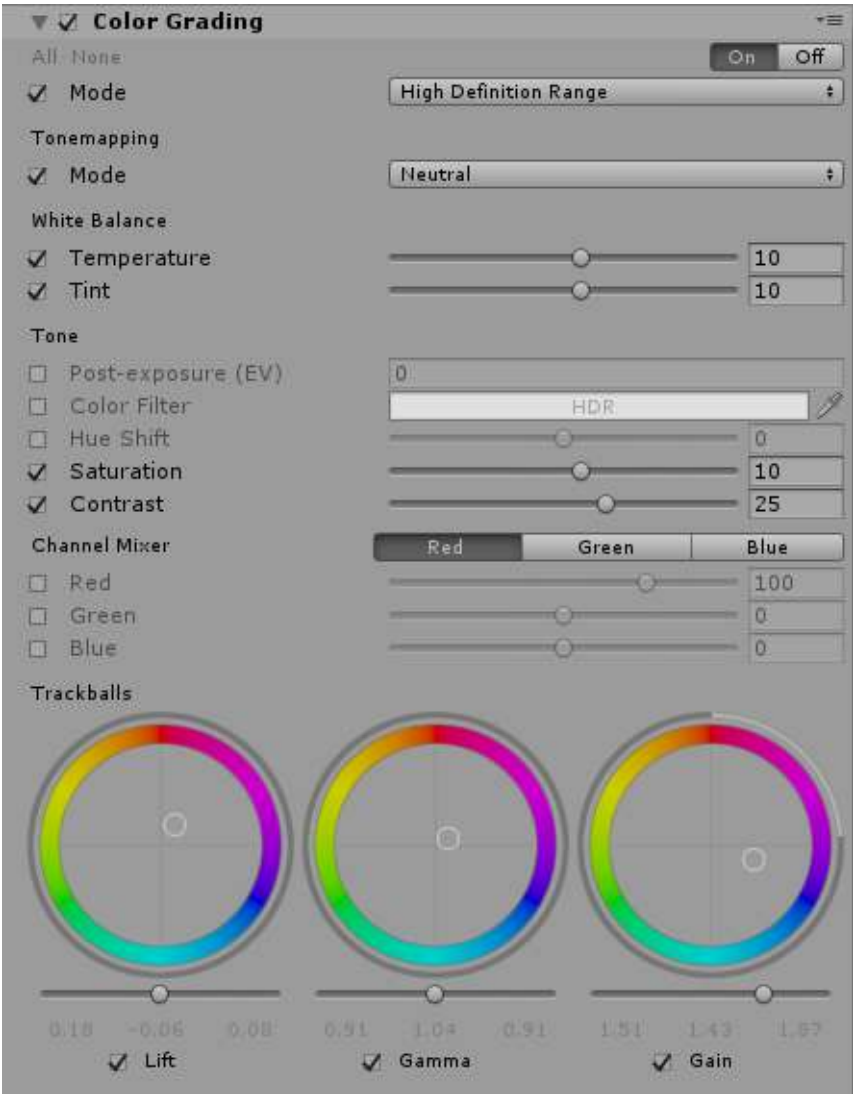 Color Grading
All None On Off
Mode High Definition Range
Tonemapping
Mode Neutral
White Balance
Temperature 10
Tint 10
Tone
Post-exposure (EV) 0
Color Filter HDR
Hue Shift 0
Saturation 10
Contrast 25
Channel Mixer Red Green Blue
Red 100
Green 0
Blue 0
Trackballs
0.18 -0.06 0.08 0.91 1.04 0.91 1.51 1.43 1.87
Lift Gamma Gain